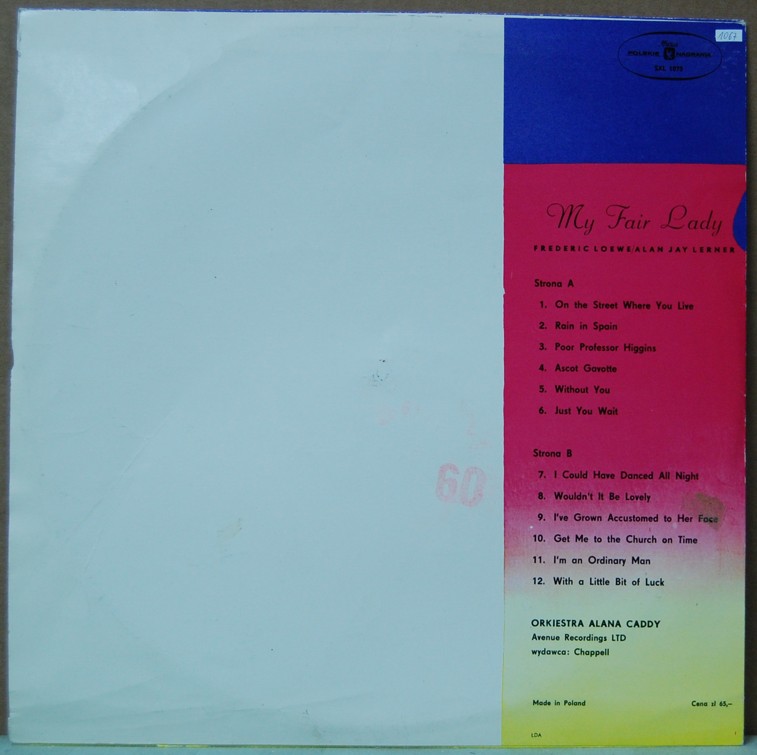 1067
POLSKIE NAGRANIA
My Fair Lady
FREDERIC LOEWE/ALAN JAY LERNER
Strona A
1. On the Street Where You Live
2. Rain in Spain
3. Poor Professor Higgins
4. Ascot Gavotte
5. Without You
6. Just You Wait
Strona B
7. I Could Have Danced All Night
8. Wouldn't It Be Lovely
9. I've Grown Accustomed to Her Face
10. Get Me to the Church on Time
11. I'm an Ordinary Man
12. With a Little Bit of Luck
60
ORKIESTRA ALANA CADDY
Avenue Recordings LTD
wydawca: Chappell
Made in Poland
Cena zł 65,–
LDA